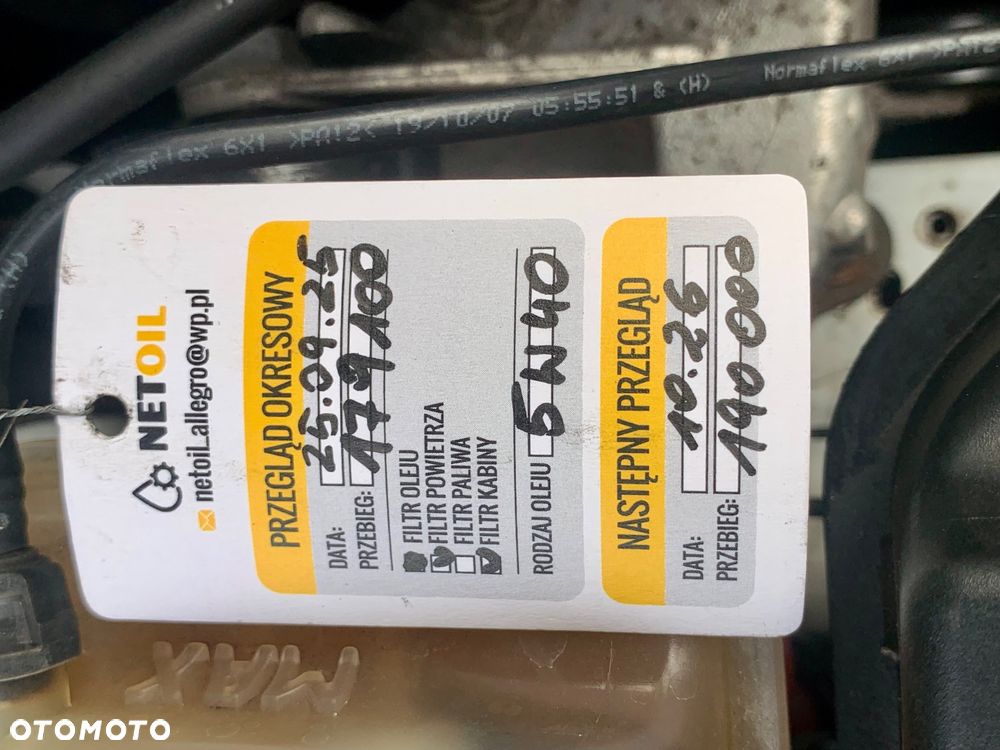 Normaflex 6X1 >PA12< 19/10/07 05:55:51 & (H)
Normaflex 6X1 >PA12
NETOIL
netoil_allegro@wp.pl
PRZEGLĄD OKRESOWY
DATA: 25.09.25
PRZEBIEG: 179100
FILTR OLEJU
FILTR POWIETRZA
FILTR PALIWA
FILTR KABINY
RODZAJ OLEJU 5W40
NASTĘPNY PRZEGLĄD
DATA: 10.26
PRZEBIEG: 190000
MAX
OTOMOTO